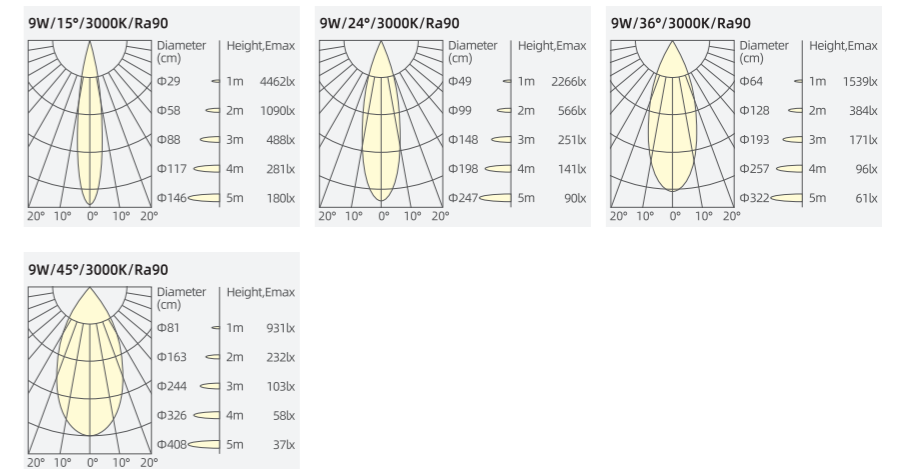 9W/15°/3000K/Ra90
Diameter (cm) Height,Emax
Φ29 1m 4462lx
Φ58 2m 1090lx
Φ88 3m 488lx
Φ117 4m 281lx
Φ146 5m 180lx
20° 10° 0° 10° 20°
9W/24°/3000K/Ra90
Diameter (cm) Height,Emax
Φ49 1m 2266lx
Φ99 2m 566lx
Φ148 3m 251lx
Φ198 4m 141lx
Φ247 5m 90lx
20° 10° 0° 10° 20°
9W/36°/3000K/Ra90
Diameter (cm) Height,Emax
Φ64 1m 1539lx
Φ128 2m 384lx
Φ193 3m 171lx
Φ257 4m 96lx
Φ322 5m 61lx
20° 10° 0° 10° 20°
9W/45°/3000K/Ra90
Diameter (cm) Height,Emax
Φ81 1m 931lx
Φ163 2m 232lx
Φ244 3m 103lx
Φ326 4m 58lx
Φ408 5m 37lx
20° 10° 0° 10° 20°